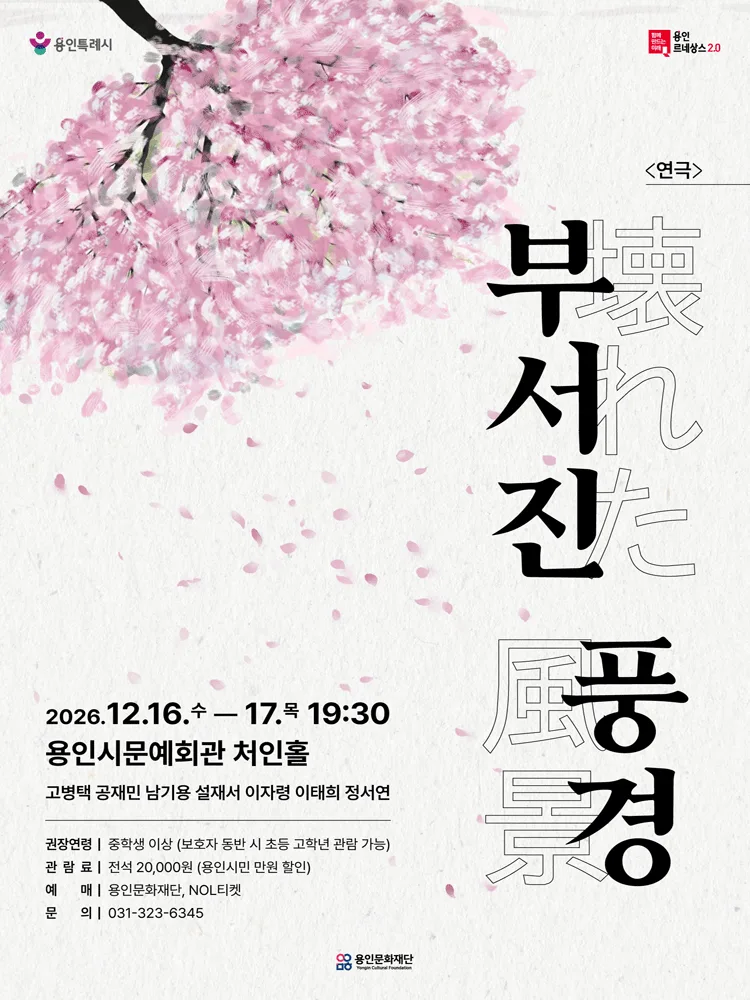 용인특례시
함께
만드는
미래
용인
르네상스 2.0
<연극>
부서진 풍경
壊れた 風景
2026.12.16.수 — 17.목 19:30
용인시문예회관 처인홀
고병택 공재민 남기용 설재서 이자령 이태희 정서연
권장연령 | 중학생 이상 (보호자 동반 시 초등 고학년 관람 가능)
관 람 료 | 전석 20,000원 (용인시민 만원 할인)
예 매 | 용인문화재단, NOL티켓
문 의 | 031-323-6345
용인문화재단
Yongin Cultural Foundation